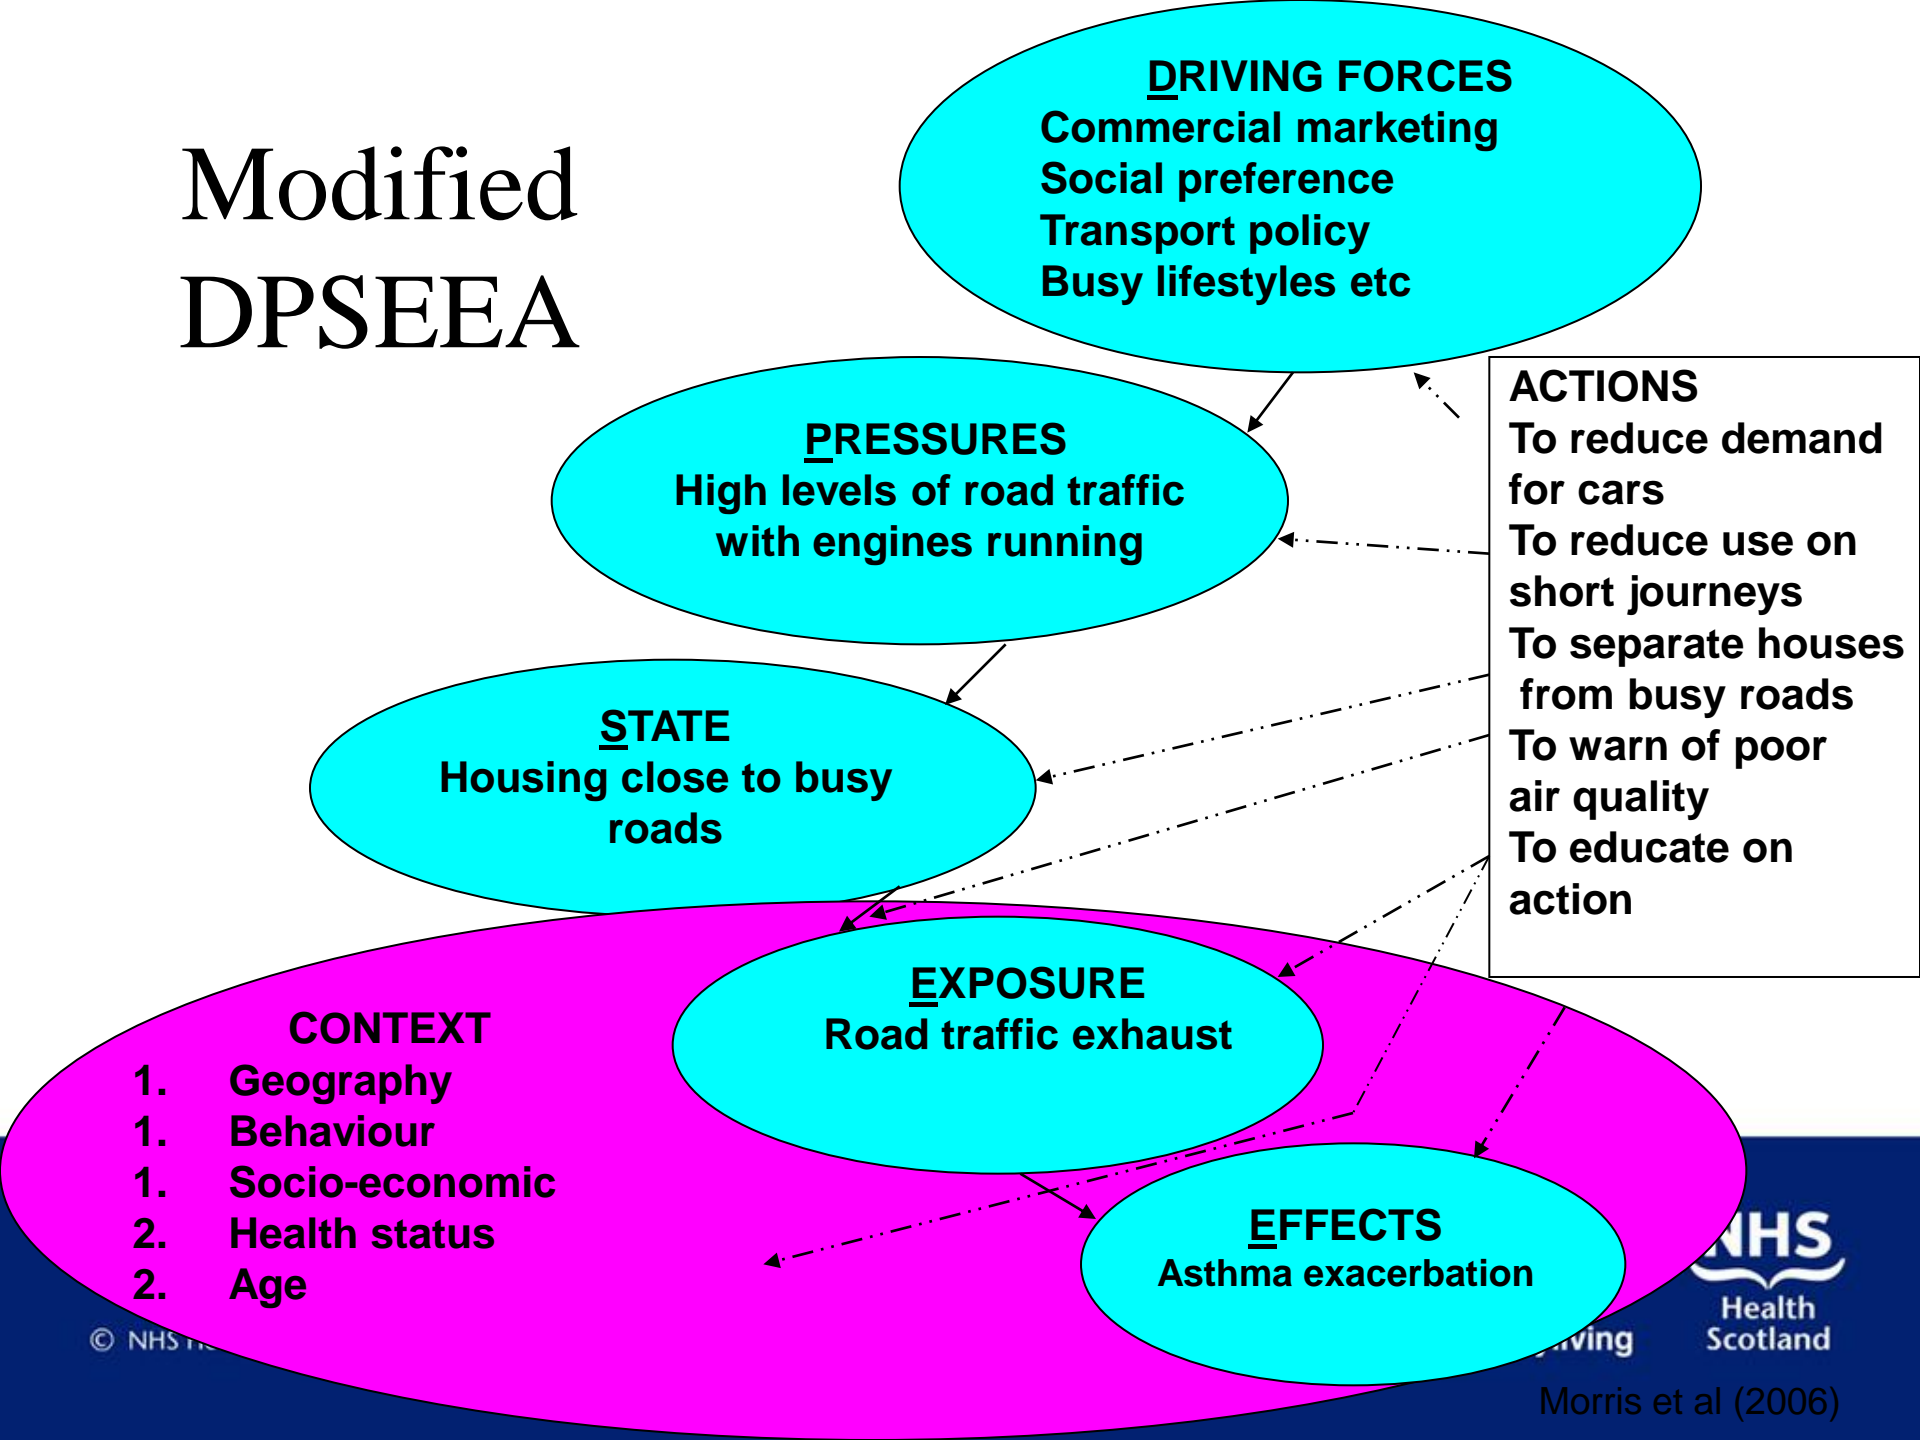 Modified
DPSEEA
DRIVING FORCES
Commercial marketing
Social preference
Transport policy
Busy lifestyles etc
PRESSURES
High levels of road traffic
with engines running
STATE
Housing close to busy
roads
ACTIONS
To reduce demand
for cars
To reduce use on
short journeys
To separate houses
from busy roads
To warn of poor
air quality
To educate on
action
EXPOSURE
Road traffic exhaust
CONTEXT
1. Geography
1. Behaviour
1. Socio-economic
2. Health status
2. Age
EFFECTS
Asthma exacerbation
© NHS
NHS
Health
Scotland
Morris et al (2006)